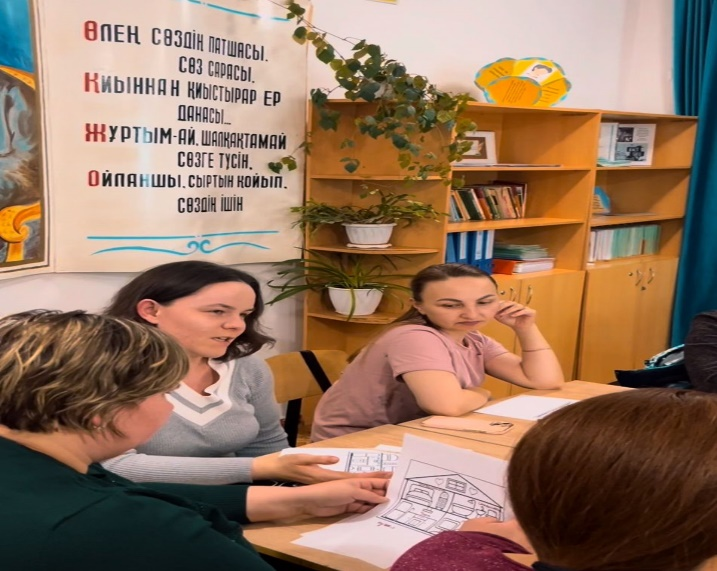 Өлең сөздің патшасы,
сөз сарасы,
Қиыннан қиыстырар ер
данасы...
Жұртым-ай, шалқақтамай
сөзге түсін,
Ойланшы, сыртын қойып,
сөздің ішін